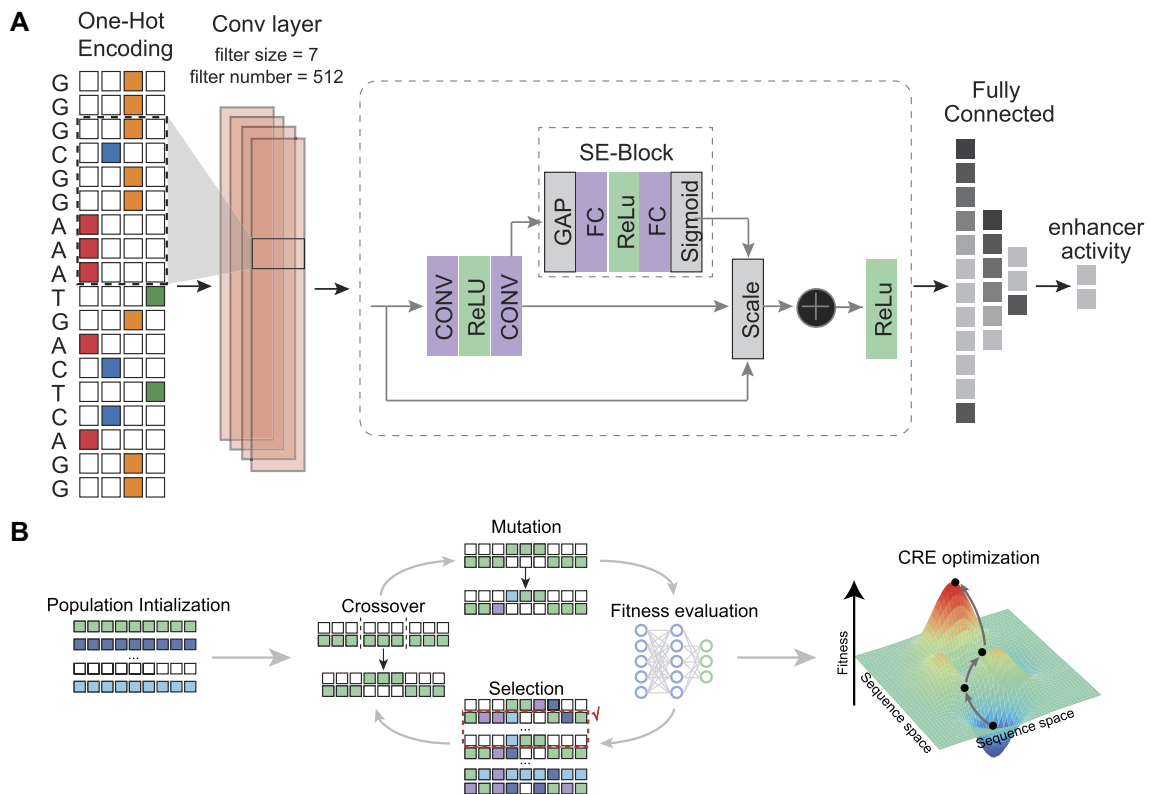 A
One-Hot
Encoding
Conv layer
filter size = 7
filter number = 512
G
G
G
C
G
G
A
A
A
T
G
A
C
T
C
A
G
G
SE-Block
GAP
FC
ReLu
FC
Sigmoid
CONV
ReLU
CONV
Scale
+
ReLu
Fully
Connected
enhancer
activity
B
Population Intialization
...
Crossover
Mutation
Selection
√
...
...
Fitness evaluation
CRE optimization
Fitness
Sequence space
Sequence space